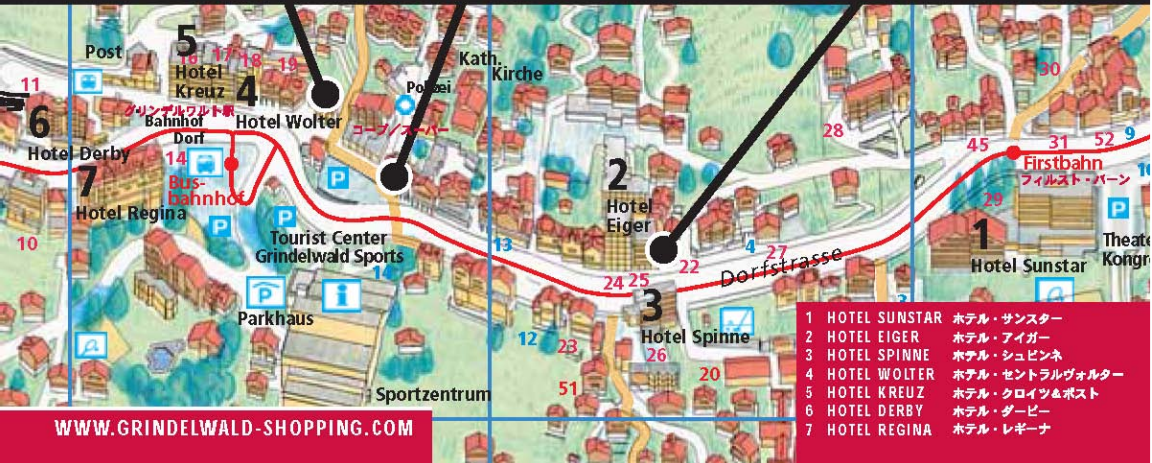 Post
5
16 17 18 19
Hotel
Kreuz
4
Hotel Wolter
グリンデルワルト駅
Bahnhof
Dorf
11
6
Hotel Derby
14
Bus-
bahnhof
7
Hotel Regina
10
P
P
P
Tourist Center
Grindelwald Sports
14
P
Parkhaus
i
Sportzentrum
Kath.
Kirche
Polizei
コープ/スーパー
13
2
Hotel
Eiger
24 25
22
4
27
Dorfstrasse
3
Hotel Spinne
26
12
23
51
20
28
30
45
31
52
9
Firstbahn
フィルスト・バーン
29
P
1
Hotel Sunstar
1 HOTEL SUNSTAR ホテル・サンスター
2 HOTEL EIGER ホテル・アイガー
3 HOTEL SPINNE ホテル・シュピンネ
4 HOTEL WOLTER ホテル・セントラルヴォルター
5 HOTEL KREUZ ホテル・クロイツ&ポスト
6 HOTEL DERBY ホテル・ダービー
7 HOTEL REGINA ホテル・レギーナ
WWW.GRINDELWALD-SHOPPING.COM